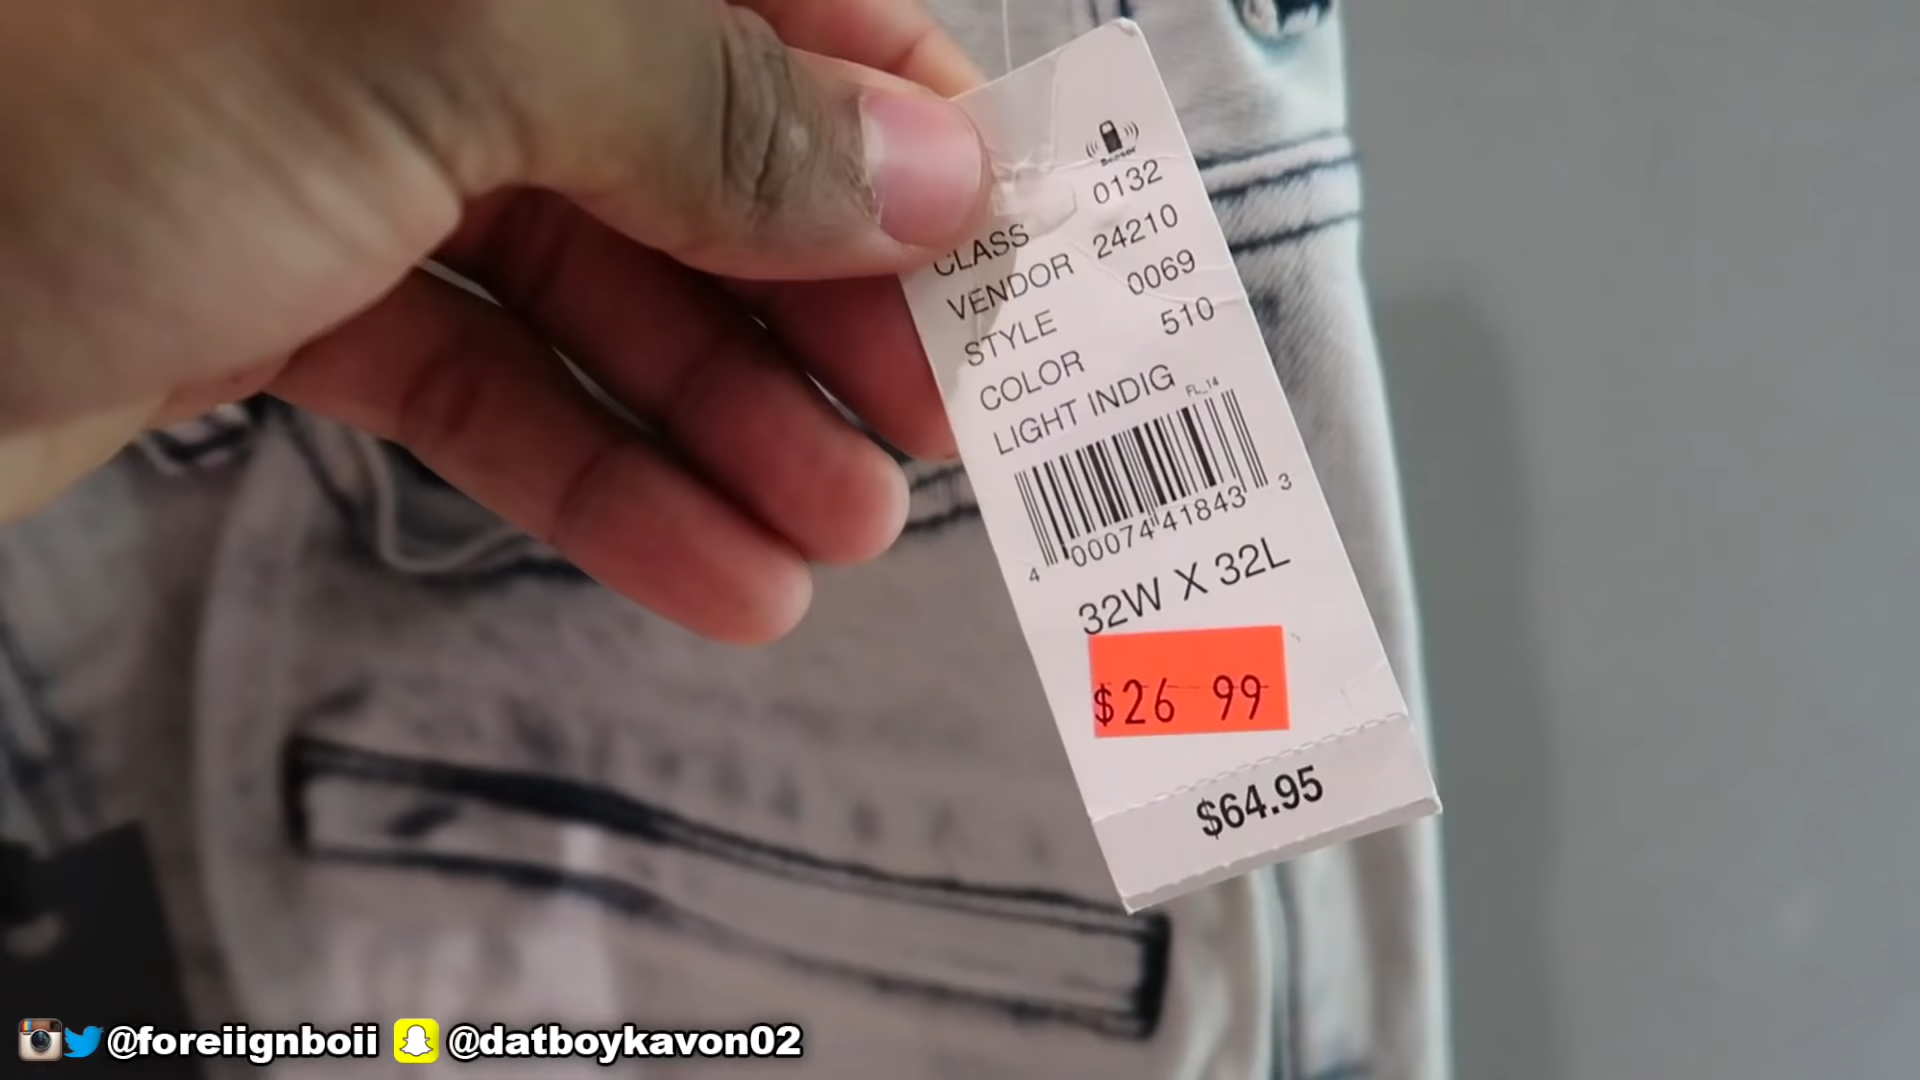 Sensor
CLASS 0132
VENDOR 24210
STYLE 0069
COLOR 510
LIGHT INDIG
FL_14
4 00074 41843 3
32W X 32L
$26 99
$64.95
@foreiignboii @datboykavon02